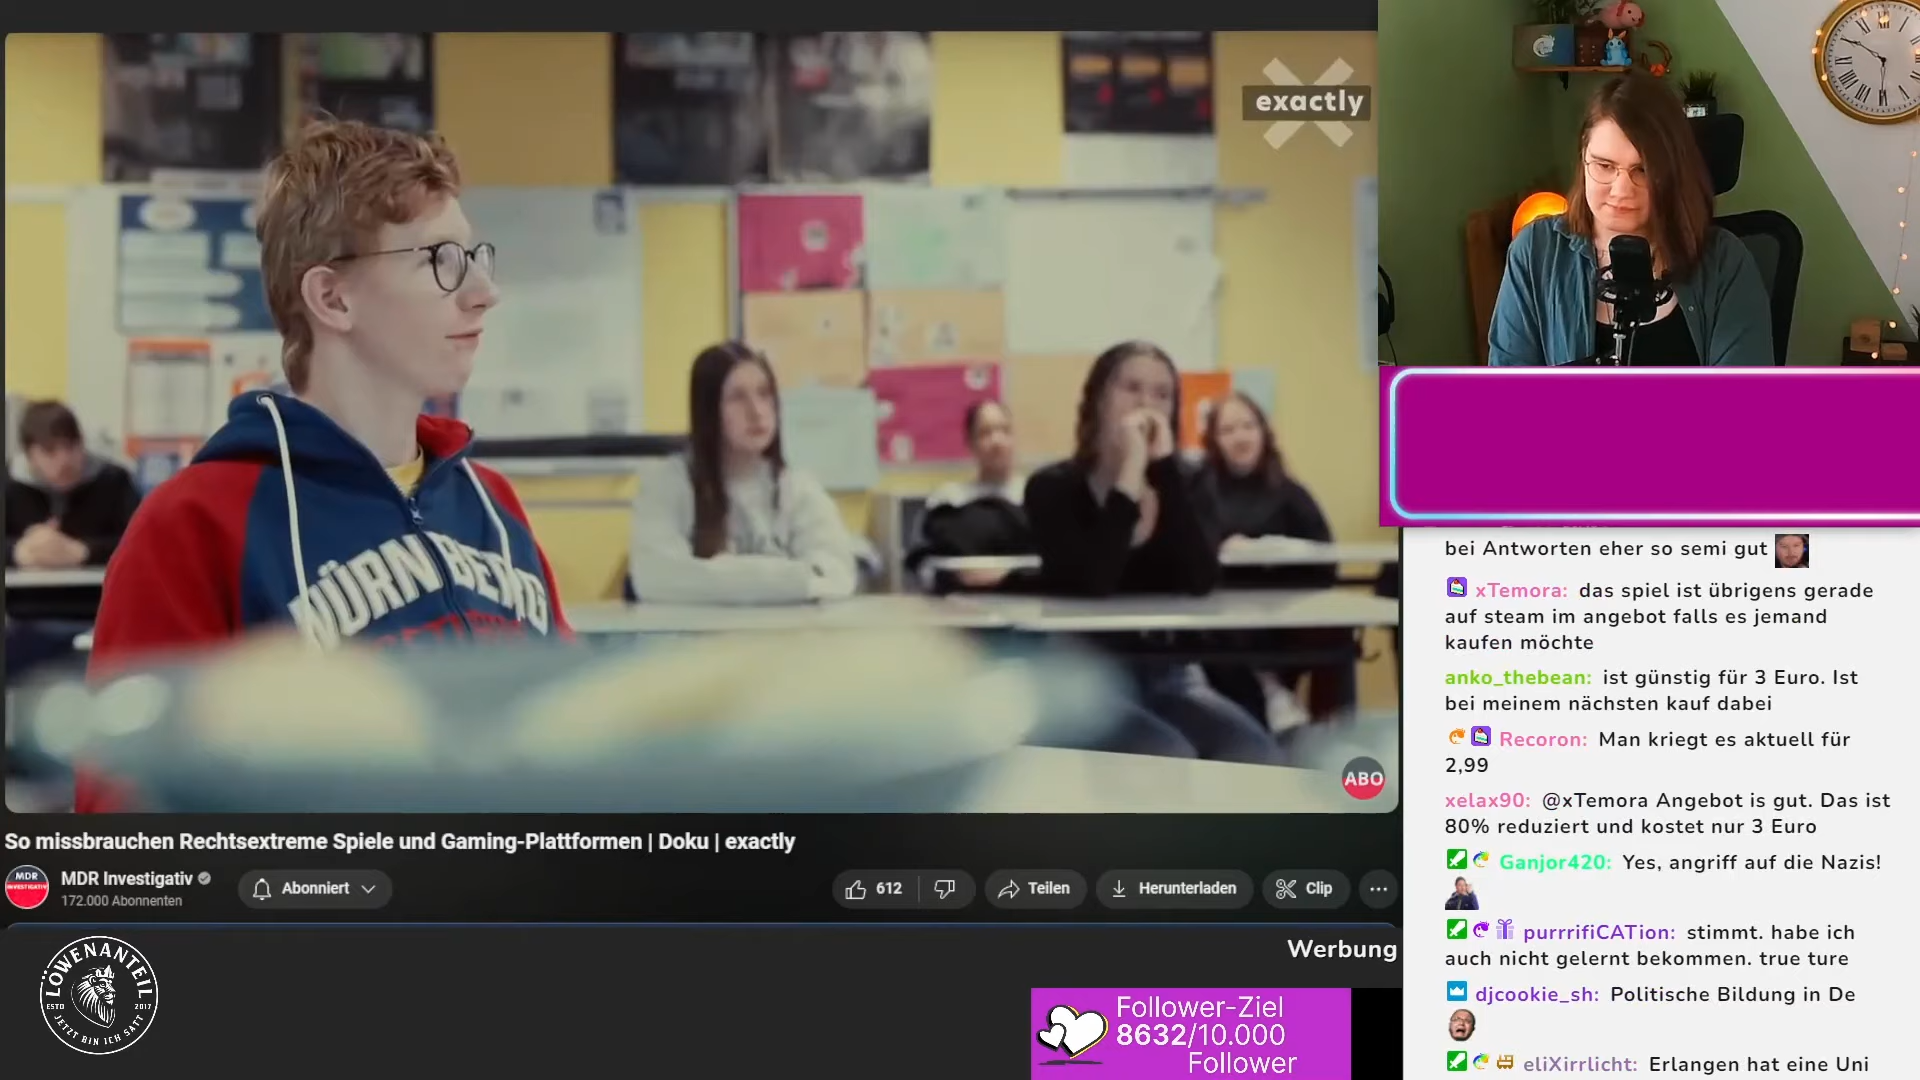 exactly
NÜRNBERG
ABO
So missbrauchen Rechtsextreme Spiele und Gaming-Plattformen | Doku | exactly
MDR
INVESTIGATIV
MDR Investigativ
172.000 Abonnenten
Abonniert
612
Teilen
Herunterladen
Clip
Werbung
LÖWENANTEIL
ESTD 2017
JETZT BIN ICH SATT
Follower-Ziel
8632/10.000
Follower
bei Antworten eher so semi gut
xTemora: das spiel ist übrigens gerade
auf steam im angebot falls es jemand
kaufen möchte
anko_thebean: ist günstig für 3 Euro. Ist
bei meinem nächsten kauf dabei
Recoron: Man kriegt es aktuell für
2,99
xelax90: @xTemora Angebot is gut. Das ist
80% reduziert und kostet nur 3 Euro
Ganjor420: Yes, angriff auf die Nazis!
purrrifiCATion: stimmt. habe ich
auch nicht gelernt bekommen. true ture
djcookie_sh: Politische Bildung in De
eliXirrlicht: Erlangen hat eine Uni